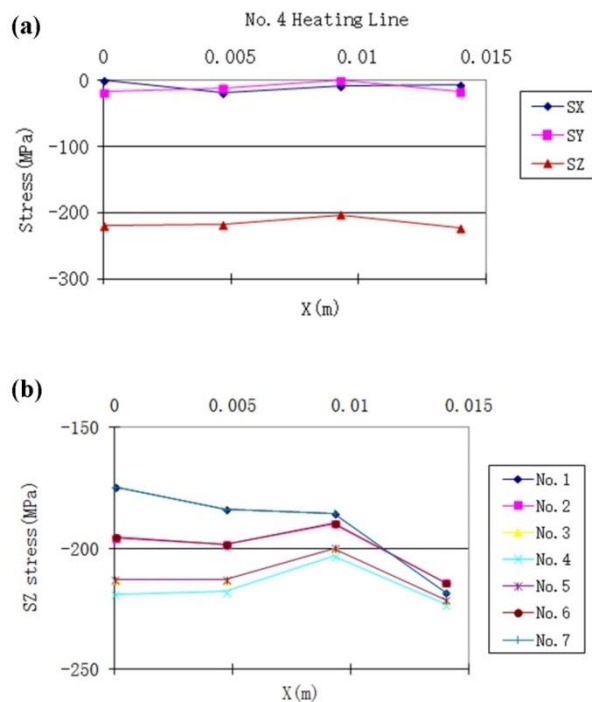 (a)
No.4 Heating Line
0 0.005 0.01 0.015
0
-100
-200
-300
Stress(MPa)
X(m)
SX
SY
SZ
(b)
0 0.005 0.01 0.015
-150
-200
-250
SZ stress(MPa)
X(m)
No.1
No.2
No.3
No.4
No.5
No.6
No.7